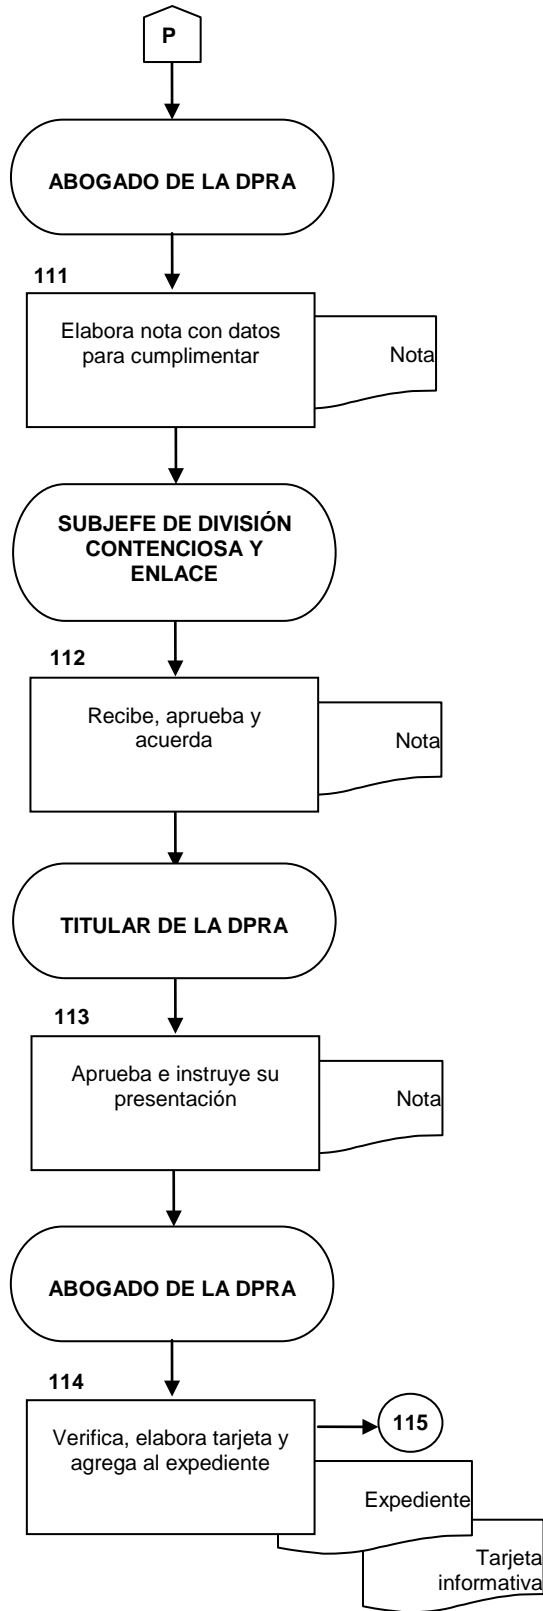 P
ABOGADO DE LA DPRA
111
Elabora nota con datos
para cumplimentar
Nota
SUBJEFE DE DIVISIÓN
CONTENCIOSA Y
ENLACE
112
Recibe, aprueba y
acuerda
Nota
TITULAR DE LA DPRA
113
Aprueba e instruye su
presentación
Nota
ABOGADO DE LA DPRA
114
Verifica, elabora tarjeta y
agrega al expediente
115
Expediente
Tarjeta
informativa